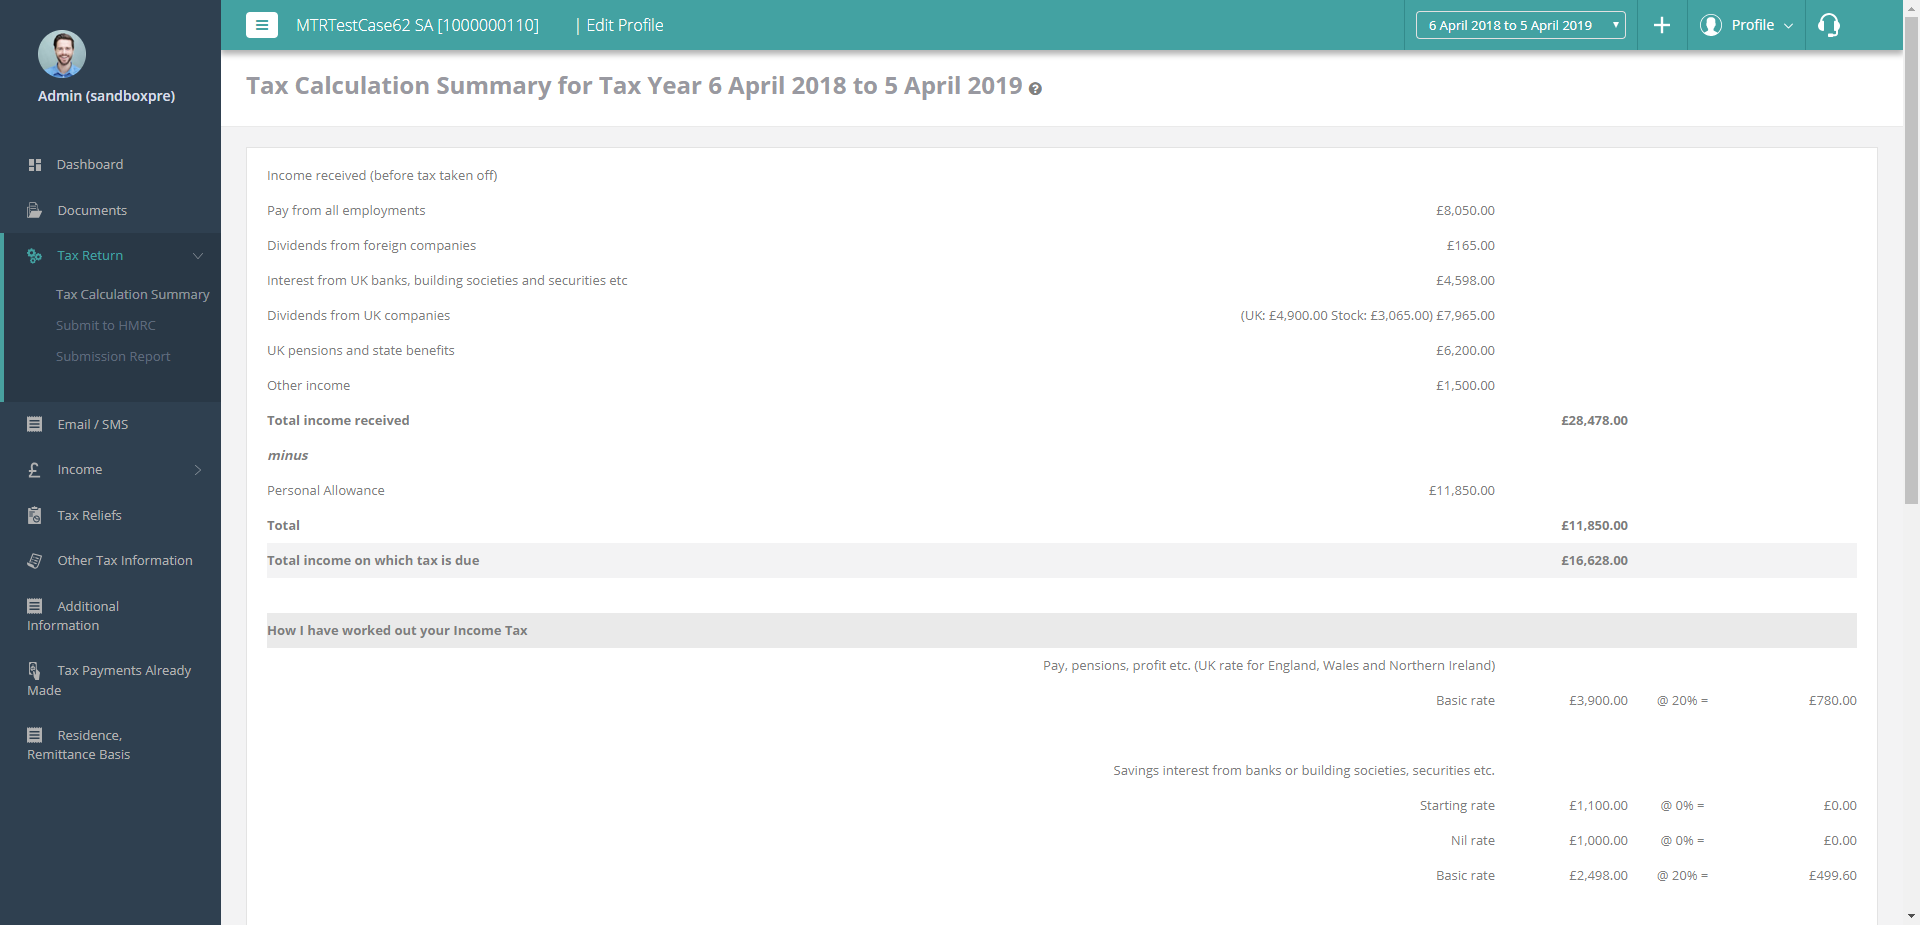 Admin (sandboxpre)
Dashboard
Documents
Tax Return
Tax Calculation Summary
Submit to HMRC
Submission Report
Email / SMS
Income
Tax Reliefs
Other Tax Information
Additional
Information
Tax Payments Already
Made
Residence,
Remittance Basis
MTRTestCase62 SA [1000000110] | Edit Profile
6 April 2018 to 5 April 2019
Profile
Tax Calculation Summary for Tax Year 6 April 2018 to 5 April 2019
Income received (before tax taken off)
Pay from all employments £8,050.00
Dividends from foreign companies £165.00
Interest from UK banks, building societies and securities etc £4,598.00
Dividends from UK companies (UK: £4,900.00 Stock: £3,065.00) £7,965.00
UK pensions and state benefits £6,200.00
Other income £1,500.00
Total income received £28,478.00
minus
Personal Allowance £11,850.00
Total £11,850.00
Total income on which tax is due £16,628.00
How I have worked out your Income Tax
Pay, pensions, profit etc. (UK rate for England, Wales and Northern Ireland)
Basic rate £3,900.00 @ 20% = £780.00
Savings interest from banks or building societies, securities etc.
Starting rate £1,100.00 @ 0% = £0.00
Nil rate £1,000.00 @ 0% = £0.00
Basic rate £2,498.00 @ 20% = £499.60